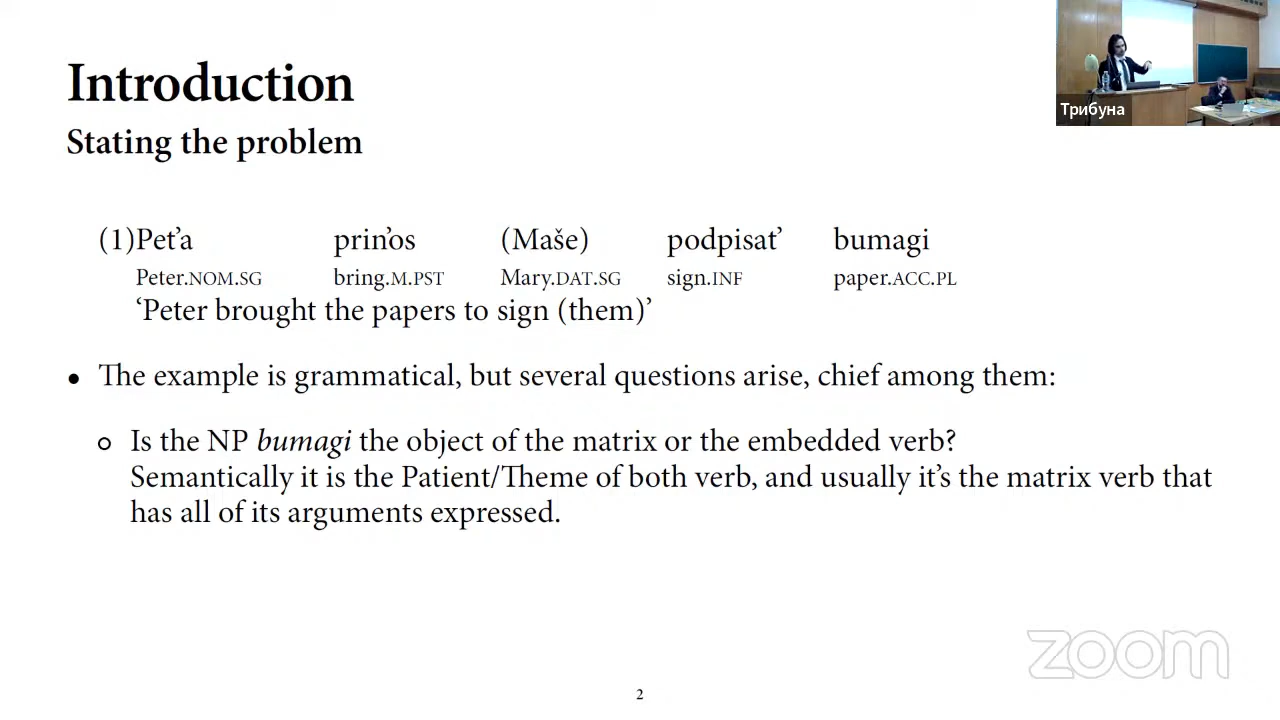 Introduction
Stating the problem
Трибуна
(1)Pet’a prin’os (Maše) podpisat’ bumagi
Peter.NOM.SG bring.M.PST Mary.DAT.SG sign.INF paper.ACC.PL
‘Peter brought the papers to sign (them)’
• The example is grammatical, but several questions arise, chief among them:
Is the NP bumagi the object of the matrix or the embedded verb?
Semantically it is the Patient/Theme of both verb, and usually it’s the matrix verb that
has all of its arguments expressed.
zoom
2